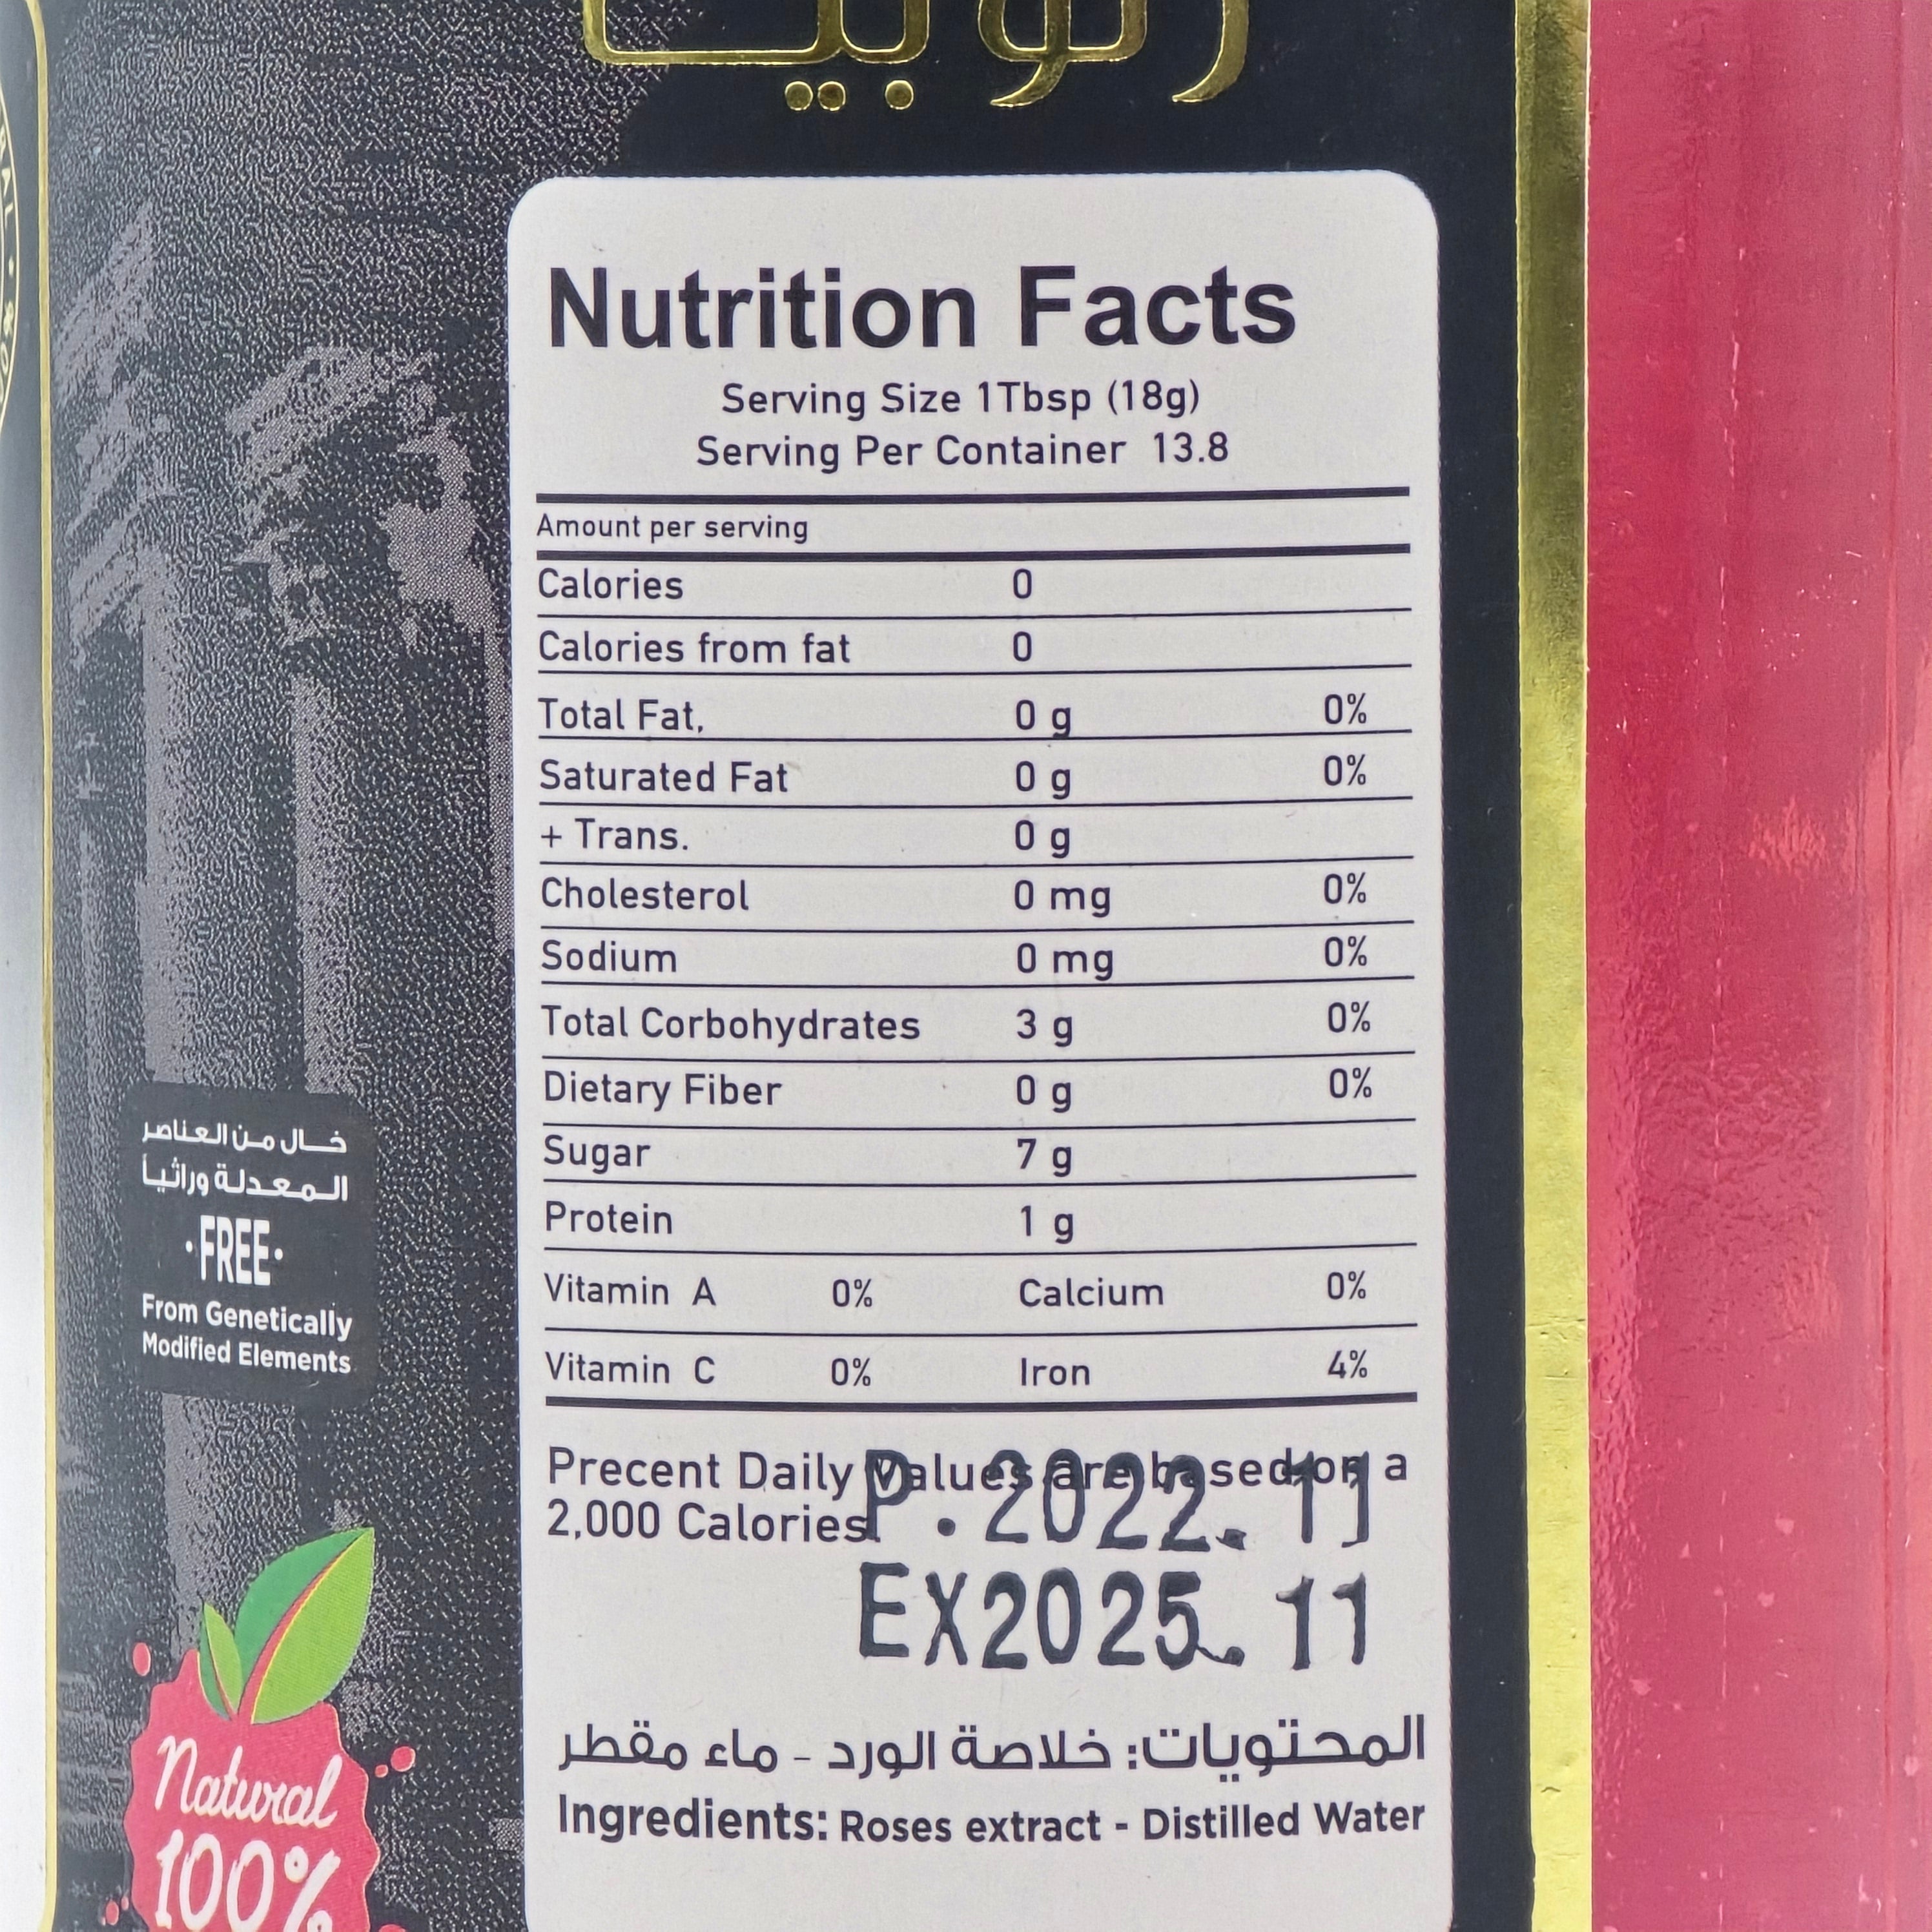 Nutrition Facts
Serving Size 1Tbsp (18g)
Serving Per Container 13.8
Amount per serving
Calories 0
Calories from fat 0
Total Fat, 0 g 0%
Saturated Fat 0 g 0%
+ Trans. 0 g
Cholesterol 0 mg 0%
Sodium 0 mg 0%
Total Corbohydrates 3 g 0%
Dietary Fiber 0 g 0%
Sugar 7 g
Protein 1 g
Vitamin A 0% Calcium 0%
Vitamin C 0% Iron 4%
Precent Daily Values are based on a
2,000 Calories.
P. 2022.11
EX2025.11
المحتويات: خلاصة الورد - ماء مقطر
Ingredients: Roses extract - Distilled Water
خال من العناصر
المعدلة وراثياً
·FREE·
From Genetically
Modified Elements
Natural
100%